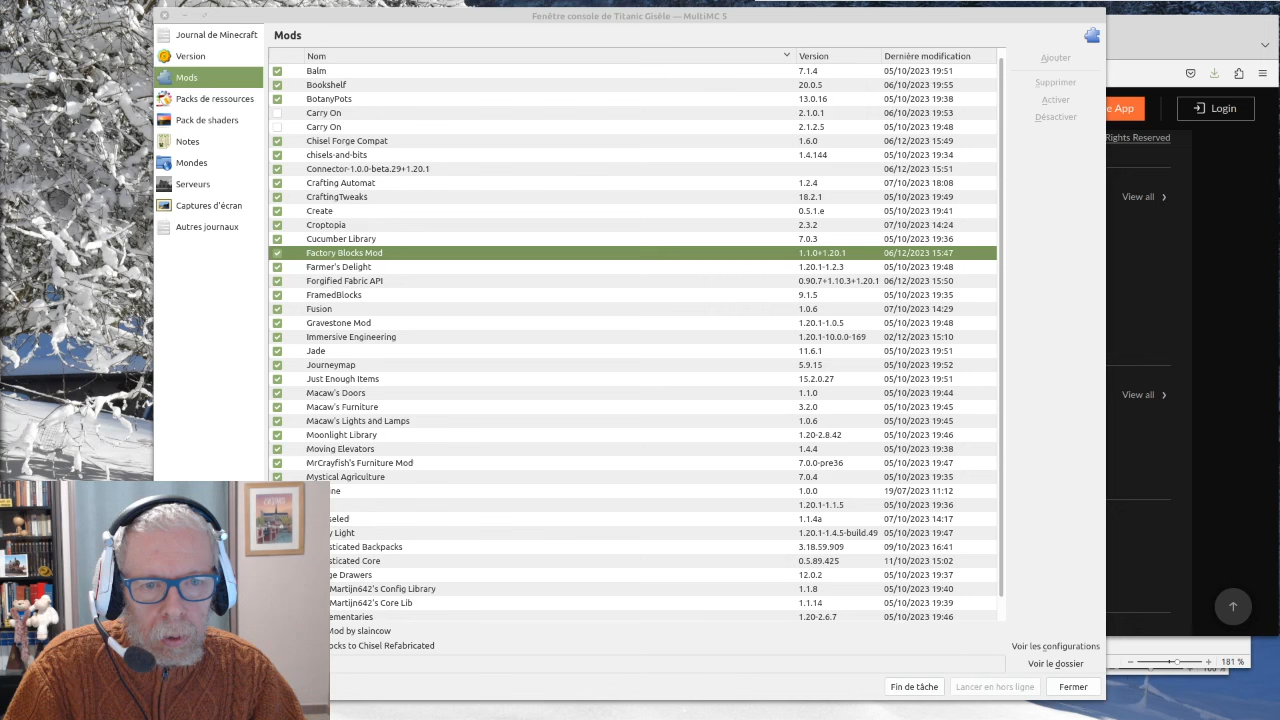 Fenêtre console de Titanic Gisèle — MultiMC 5
Journal de Minecraft
Version
Mods
Packs de ressources
Pack de shaders
Notes
Mondes
Serveurs
Captures d'écran
Autres journaux
Mods
Nom Version Dernière modification
Balm 7.1.4 05/10/2023 19:51
Bookshelf 20.0.5 06/10/2023 19:55
BotanyPots 13.0.16 05/10/2023 19:38
Carry On 2.1.0.1 06/10/2023 19:53
Carry On 2.1.2.5 05/10/2023 19:48
Chisel Forge Compat 1.6.0 06/12/2023 15:49
chisels-and-bits 1.4.144 05/10/2023 19:34
Connector-1.0.0-beta.29+1.20.1 06/12/2023 15:51
Crafting Automat 1.2.4 07/10/2023 18:08
CraftingTweaks 18.2.1 05/10/2023 19:49
Create 0.5.1.e 05/10/2023 19:41
Croptopia 2.3.2 07/10/2023 14:24
Cucumber Library 7.0.3 05/10/2023 19:36
Factory Blocks Mod 1.1.0+1.20.1 06/12/2023 15:47
Farmer's Delight 1.20.1-1.2.3 05/10/2023 19:48
Forgified Fabric API 0.90.7+1.10.3+1.20.1 06/12/2023 15:50
FramedBlocks 9.1.5 05/10/2023 19:35
Fusion 1.0.6 07/10/2023 14:29
Gravestone Mod 1.20.1-1.0.5 05/10/2023 19:48
Immersive Engineering 1.20.1-10.0.0-169 02/12/2023 15:10
Jade 11.6.1 05/10/2023 19:51
Journeymap 5.9.15 05/10/2023 19:52
Just Enough Items 15.2.0.27 05/10/2023 19:51
Macaw's Doors 1.1.0 05/10/2023 19:44
Macaw's Furniture 3.2.0 05/10/2023 19:45
Macaw's Lights and Lamps 1.0.6 05/10/2023 19:45
Moonlight Library 1.20-2.8.42 05/10/2023 19:46
Moving Elevators 1.4.4 05/10/2023 19:38
MrCrayfish's Furniture Mod 7.0.0-pre36 05/10/2023 19:47
Mystical Agriculture 7.0.4 05/10/2023 19:35
ne 1.0.0 19/07/2023 11:12
1.20.1-1.1.5 05/10/2023 19:36
seled 1.1.4a 07/10/2023 14:17
y Light 1.20.1-1.4.5-build.49 05/10/2023 19:47
sticated Backpacks 3.18.59.909 09/10/2023 16:41
sticated Core 0.5.89.425 11/10/2023 15:02
ge Drawers 12.0.2 05/10/2023 19:37
Martijn642's Config Library 1.1.8 05/10/2023 19:40
Martijn642's Core Lib 1.1.14 05/10/2023 19:39
ementaries 1.20-2.6.7 05/10/2023 19:46
Mod by slaincow
ocks to Chisel Refabricated
Ajouter
Supprimer
Activer
Désactiver
Voir les configurations
Voir le dossier
Fin de tâche
Lancer en hors ligne
Fermer
e App
Login
Rights Reserved
View all
View all
181 %